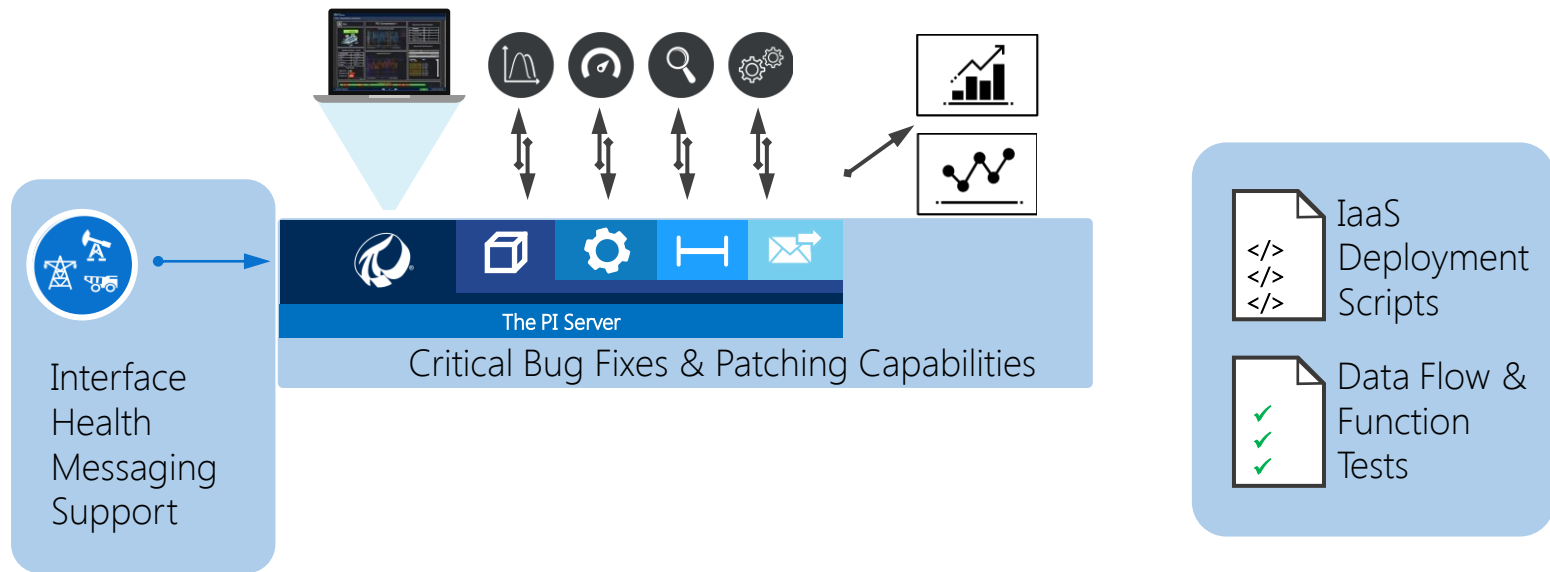 The PI Server
Critical Bug Fixes & Patching Capabilities
Interface
Health
Messaging
Support
IaaS
Deployment
Scripts
</>
</>
</>
Data Flow &
Function
Tests